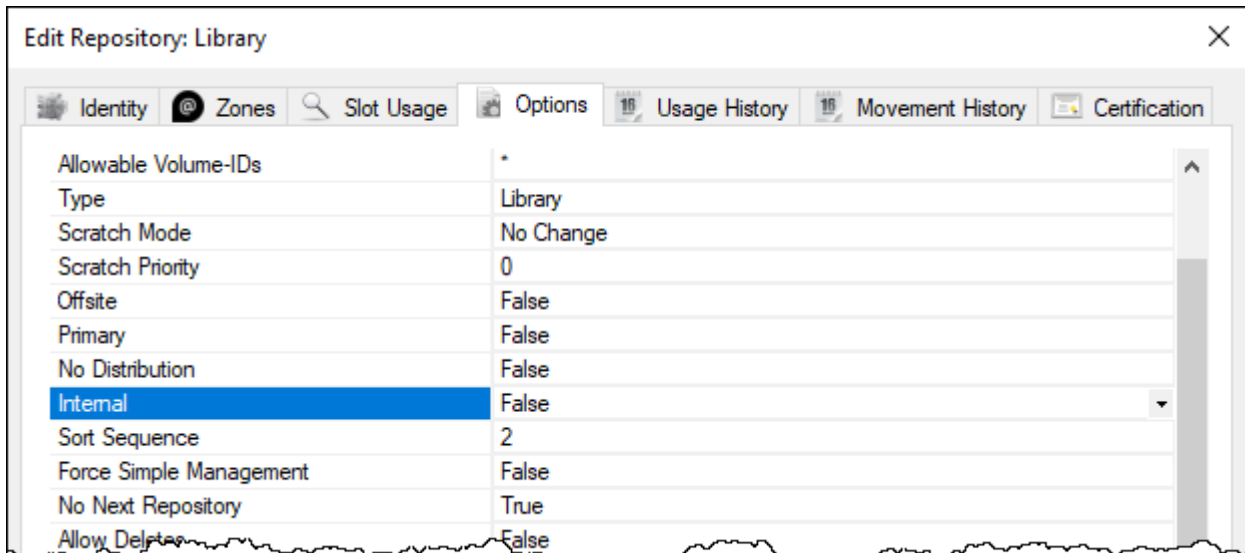 Edit Repository: Library
Identity Zones Slot Usage Options 16 Usage History 16 Movement History Certification
Allowable Volume-IDs *
Type Library
Scratch Mode No Change
Scratch Priority 0
Offsite False
Primary False
No Distribution False
Internal False
Sort Sequence 2
Force Simple Management False
No Next Repository True
Allow Deletes False